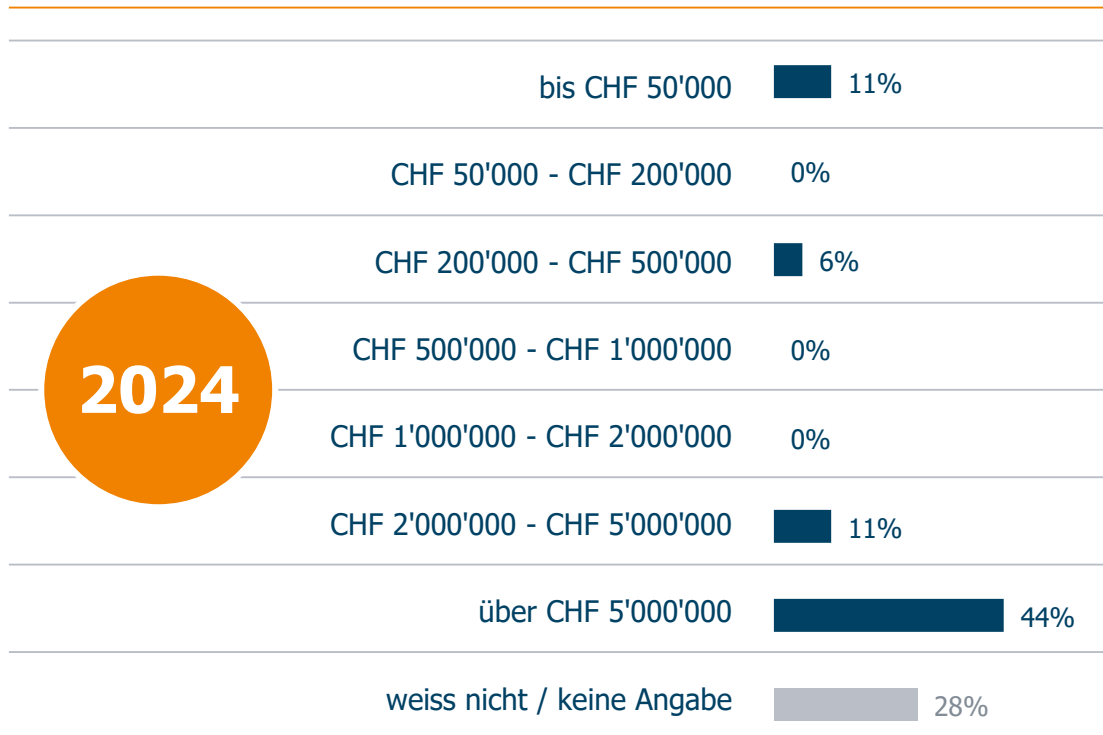 bis CHF 50'000 11%
CHF 50'000 - CHF 200'000 0%
CHF 200'000 - CHF 500'000 6%
CHF 500'000 - CHF 1'000'000 0%
2024
CHF 1'000'000 - CHF 2'000'000 0%
CHF 2'000'000 - CHF 5'000'000 11%
über CHF 5'000'000 44%
weiss nicht / keine Angabe 28%